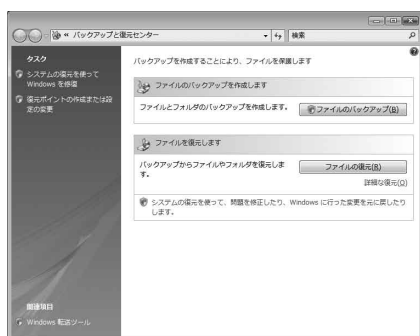 « バックアップと復元センター
検索
タスク
システムの復元を使って
Windows を修復
復元ポイントの作成または設
定の変更
関連項目
Windows 転送ツール
バックアップを作成することにより、ファイルを保護します
ファイルのバックアップを作成します
ファイルとフォルダのバックアップを作成します。
ファイルのバックアップ(B)
ファイルを復元します
バックアップからファイルやフォルダを復元しま
す。
ファイルの復元(R)
詳細な復元(O)
システムの復元を使って、問題を修正したり、Windows に行った変更を元に戻したり
します。